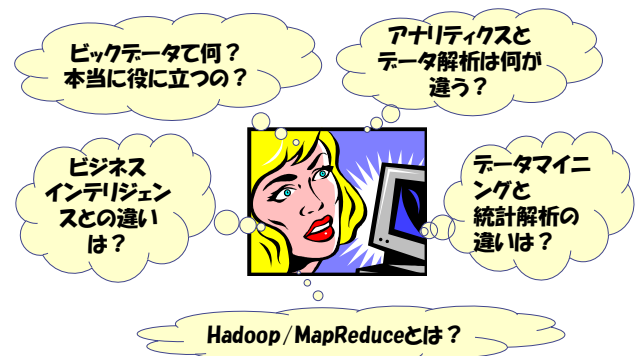 ビックデータて何？
本当に役に立つの？
アナリティクスと
データ解析は何が
違う？
ビジネス
インテリジェン
スとの違い
は？
データマイニ
ングと
統計解析の
違いは？
Hadoop/MapReduceとは？